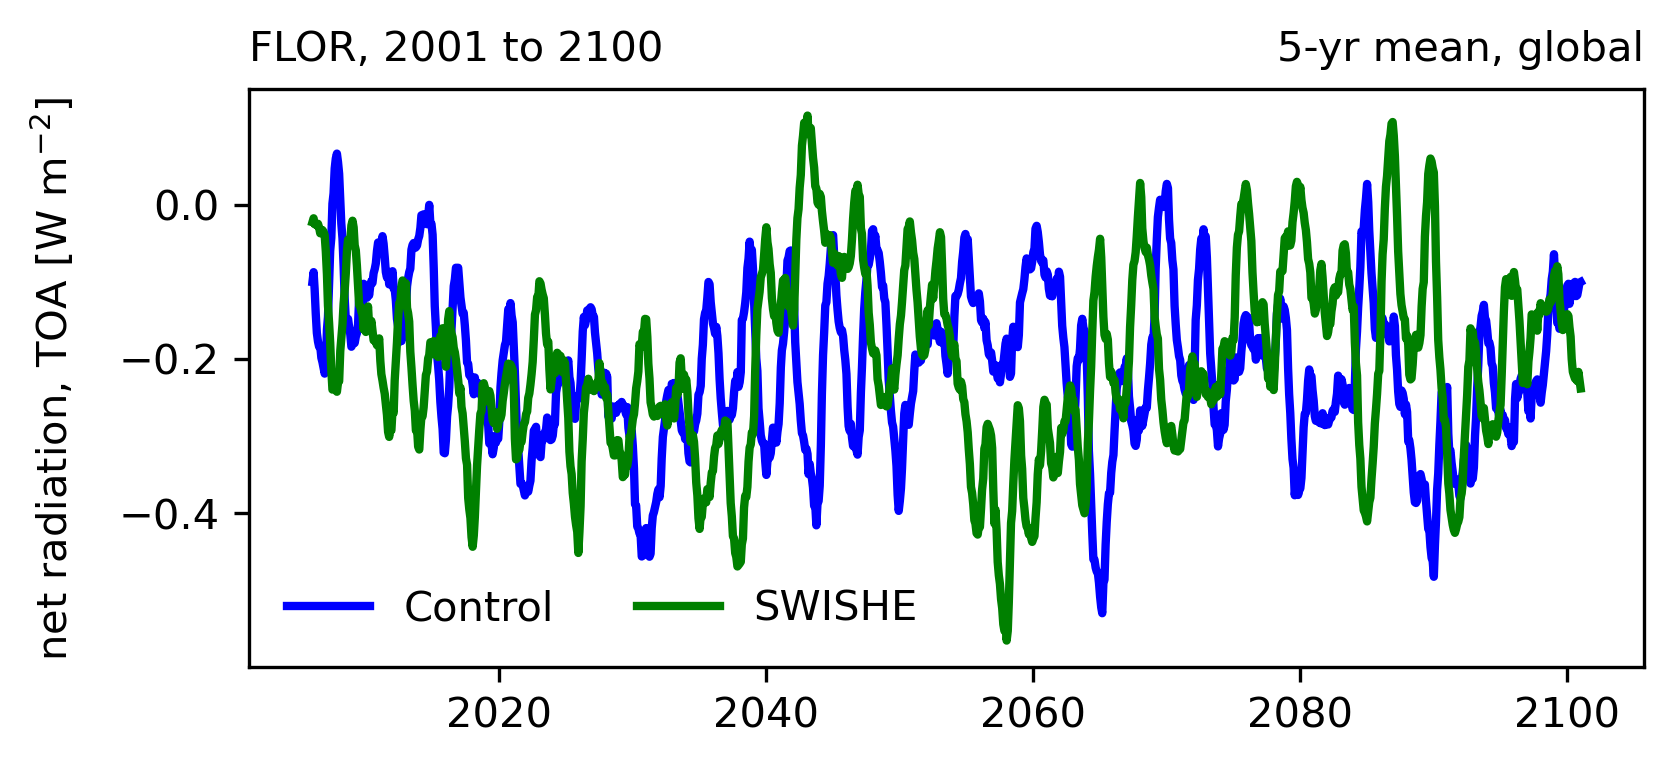 FLOR, 2001 to 2100
5-yr mean, global
net radiation, TOA [W m⁻²]
0.0
−0.2
−0.4
Control
SWISHE
2020
2040
2060
2080
2100